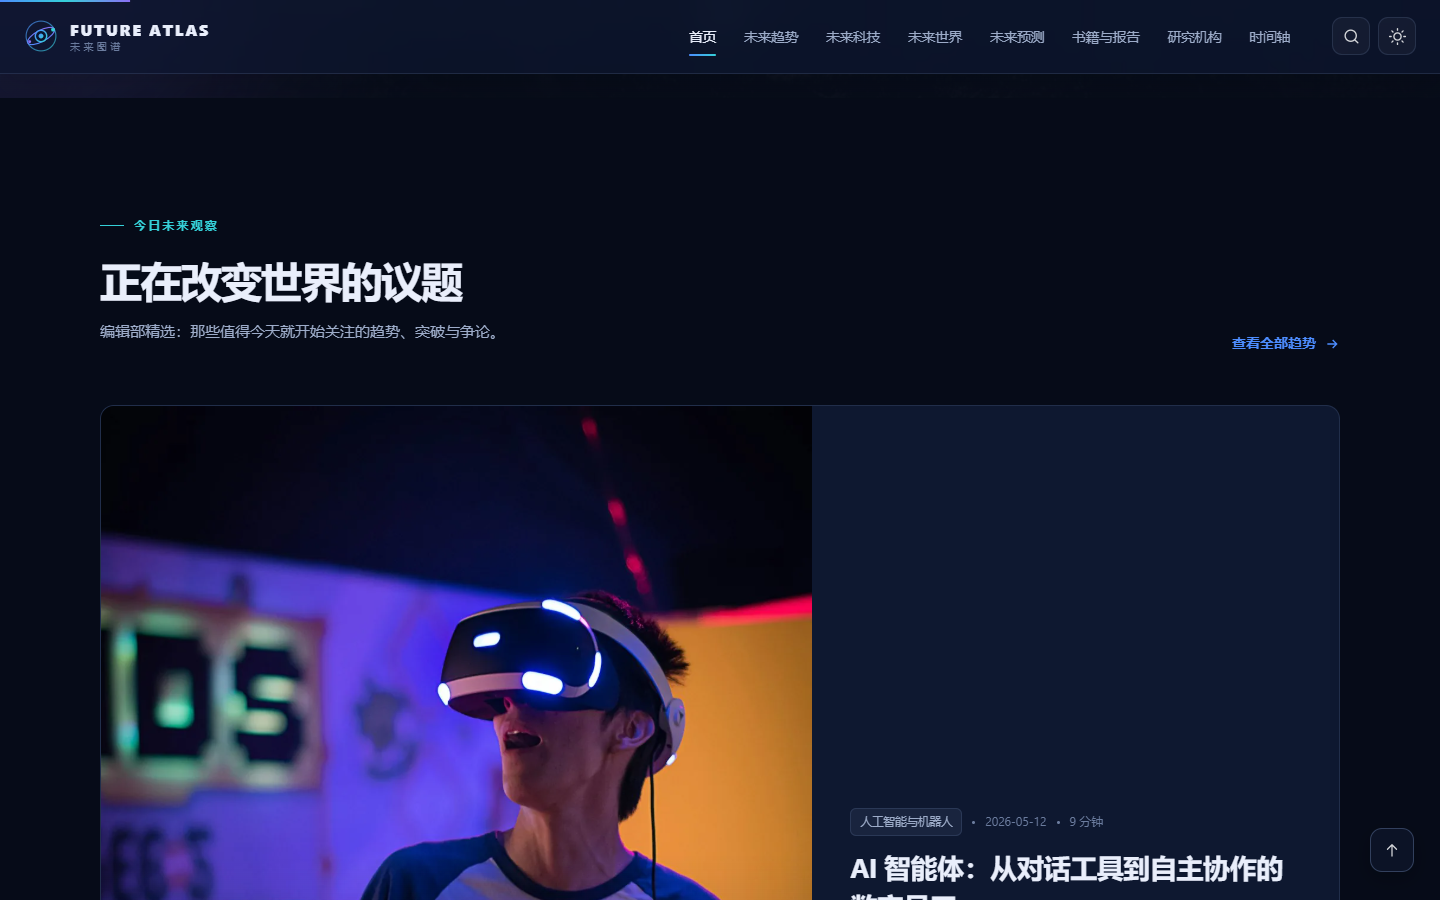 FUTURE ATLAS
未来图谱
首页
未来趋势
未来科技
未来世界
未来预测
书籍与报告
研究机构
时间轴
今日未来观察
正在改变世界的议题
编辑部精选：那些值得今天就开始关注的趋势、突破与争论。
查看全部趋势 →
人工智能与机器人 • 2026-05-12 • 9 分钟
AI 智能体：从对话工具到自主协作的